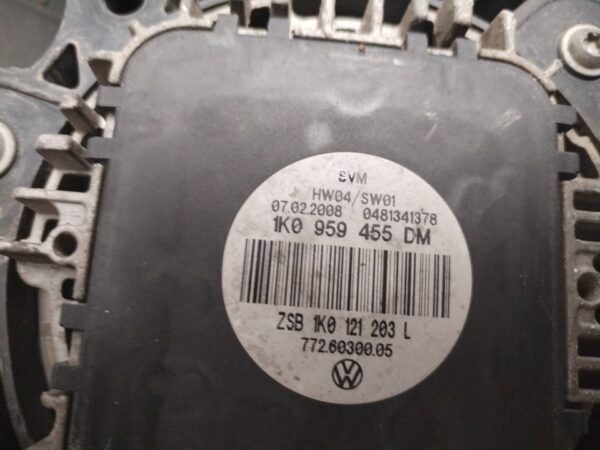 SVM
HW04/SW01
07.02.2008 0481341378
1K0 959 455 DM
ZSB 1K0 121 203 L
772.60300.05